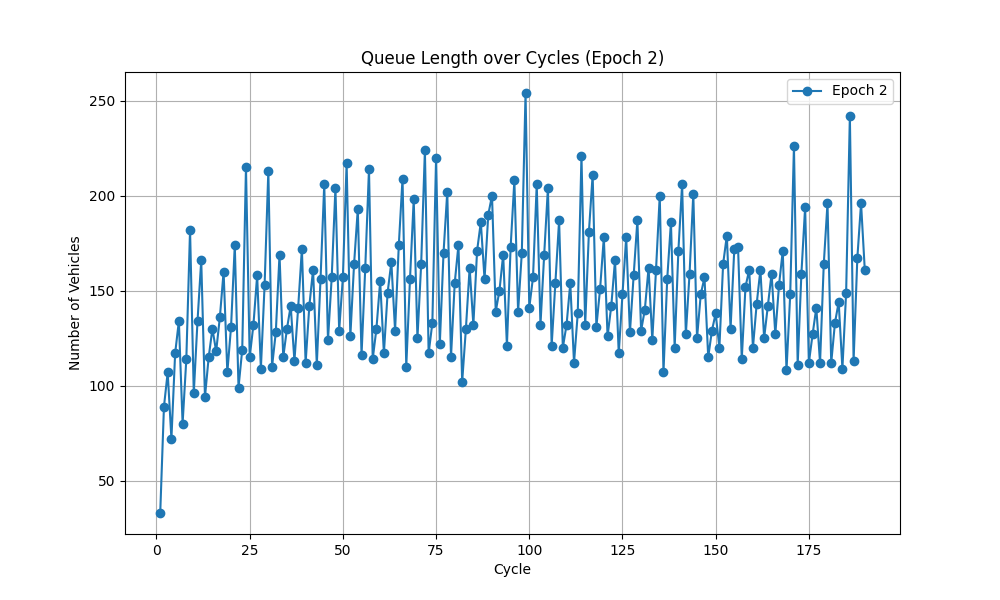 Queue Length over Cycles (Epoch 2)
Epoch 2
Number of Vehicles
250
200
150
100
50
0 25 50 75 100 125 150 175
Cycle